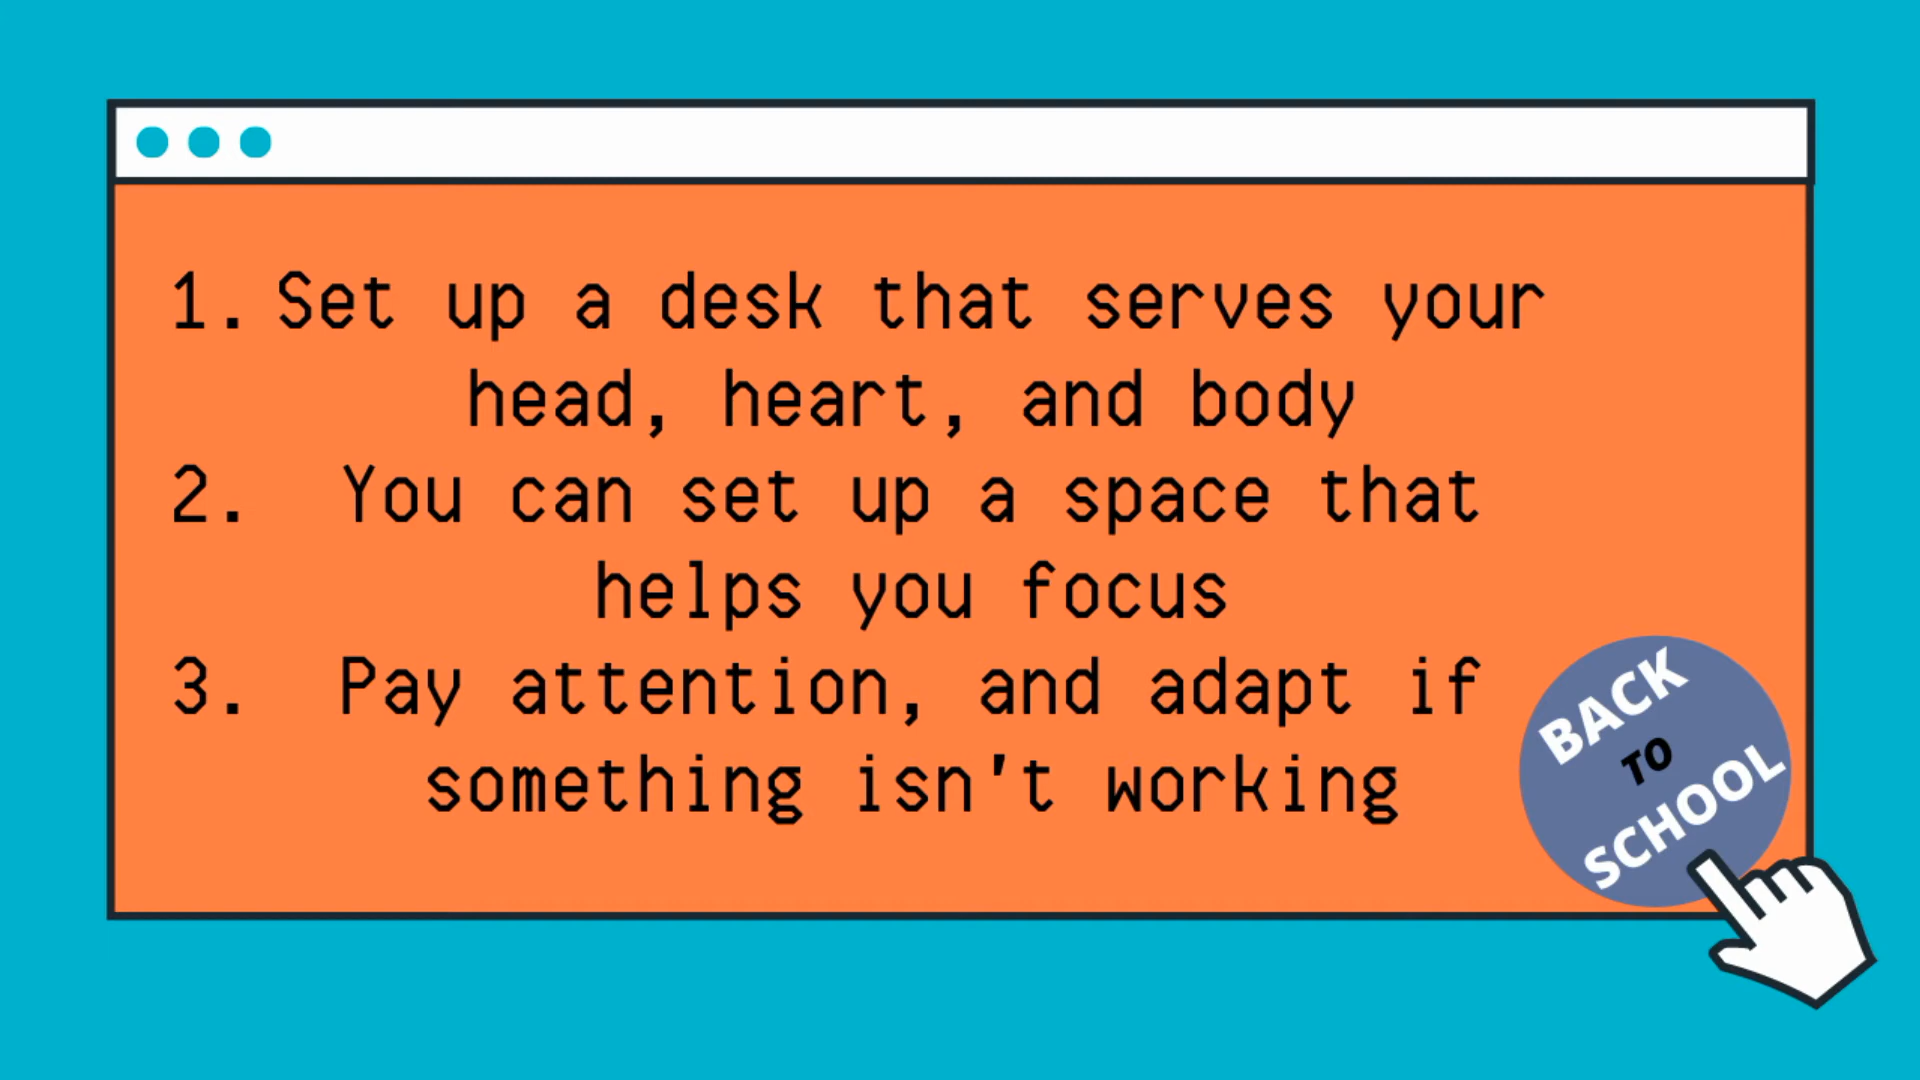 1. Set up a desk that serves your
head, heart, and body
2. You can set up a space that
helps you focus
3. Pay attention, and adapt if
something isn't working
BACK
TO
SCHOOL